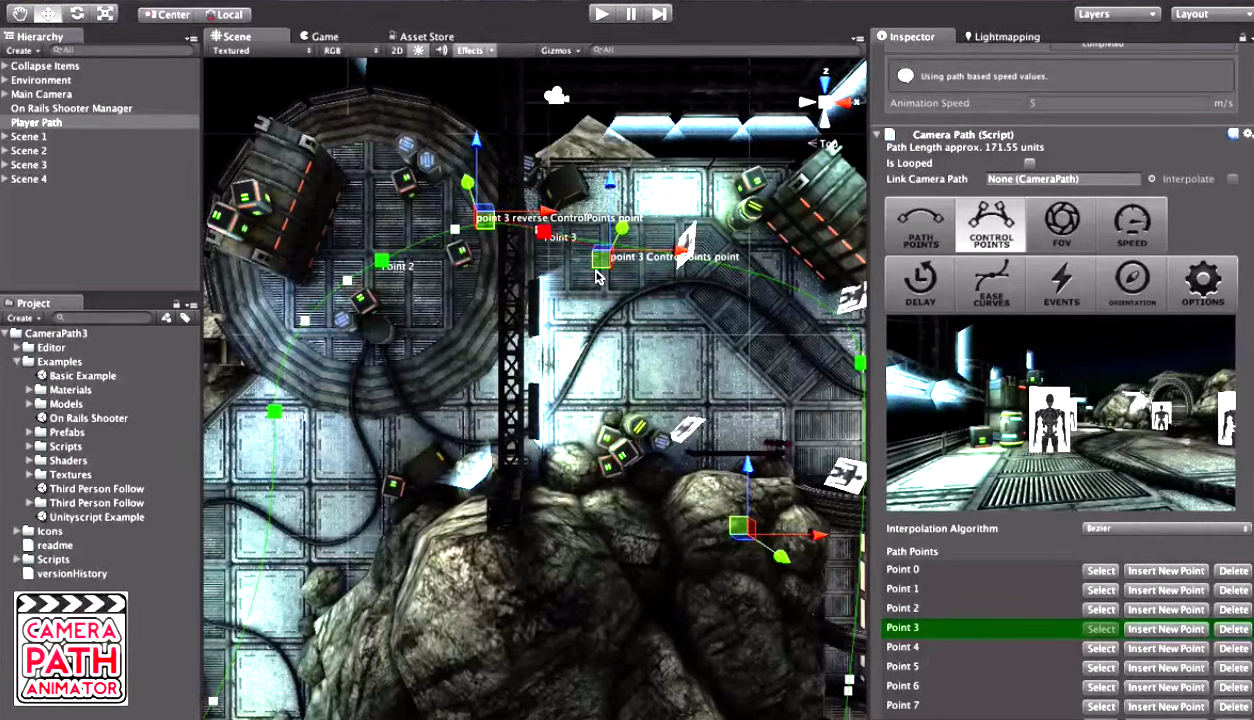 Center
Local
Layers
Layout
Hierarchy
Create
All
Collapse Items
Environment
Main Camera
On Rails Shooter Manager
Player Path
Scene 1
Scene 2
Scene 3
Scene 4
Project
Create
CameraPath3
Editor
Examples
Basic Example
Materials
Models
On Rails Shooter
Prefabs
Scripts
Shaders
Textures
Third Person Follow
Third Person Follow
Unityscript Example
Icons
readme
Scripts
versionHistory
CAMERA
PATH
ANIMATOR
Scene
Game
Asset Store
Textured
RGB
2D
Effects
Gizmos
All
z
x
Top
point 3 reverse ControlPoints point
Point 3
point 3 ControlPoints point
Point 2
Inspector
Lightmapping
completed
Using path based speed values.
Animation Speed
5
m/s
Camera Path (Script)
Path Length approx. 171.55 units
Is Looped
Link Camera Path
None (CameraPath)
Interpolate
PATH
POINTS
CONTROL
POINTS
FOV
SPEED
DELAY
EASE
CURVES
EVENTS
ORIENTATION
OPTIONS
Interpolation Algorithm
Bezier
Path Points
Point 0 Select Insert New Point Delete
Point 1 Select Insert New Point Delete
Point 2 Select Insert New Point Delete
Point 3 Select Insert New Point Delete
Point 4 Select Insert New Point Delete
Point 5 Select Insert New Point Delete
Point 6 Select Insert New Point Delete
Point 7 Select Insert New Point Delete